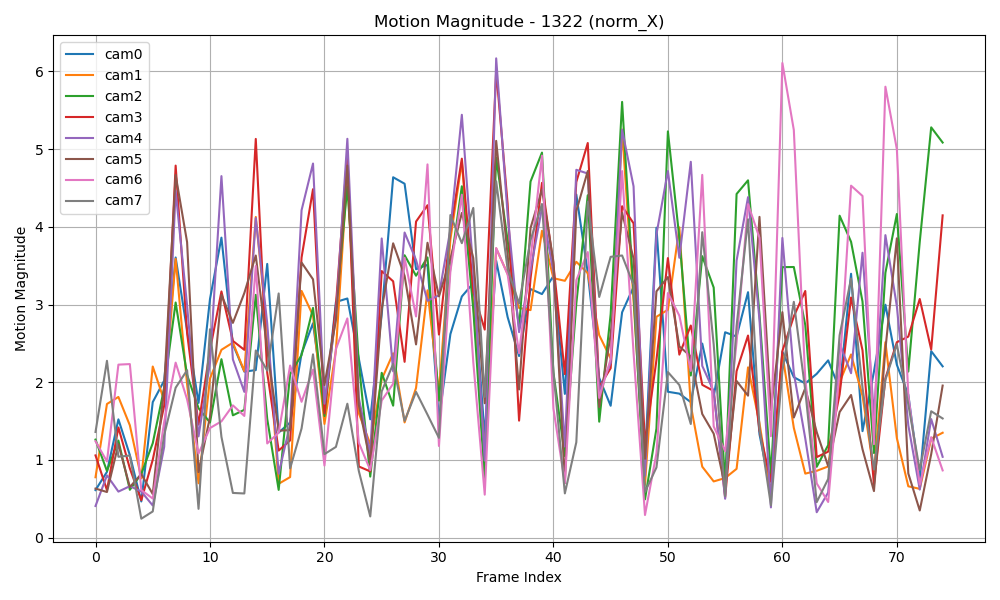 Motion Magnitude - 1322 (norm_X)
cam0
cam1
cam2
cam3
cam4
cam5
cam6
cam7
Motion Magnitude
6
5
4
3
2
1
0
0 10 20 30 40 50 60 70
Frame Index